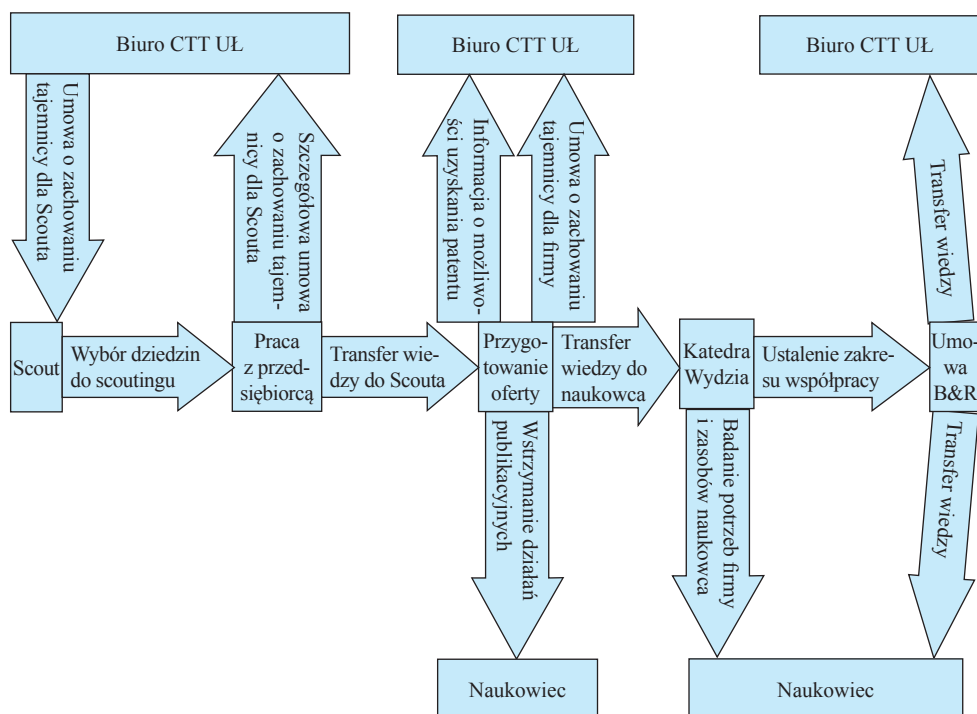 Biuro CTT UŁ
Biuro CTT UŁ
Biuro CTT UŁ
Umowa o zachowaniu
tajemnicy dla Scouta
Szczegółowa umowa
o zachowaniu tajem-
nicy dla Scouta
Informacja o możliwo-
ści uzyskania patentu
Umowa o zachowaniu
tajemnicy dla firmy
Transfer wiedzy
Scout
Wybór dziedzin
do scoutingu
Praca
z przed-
siębiorcą
Transfer wie-
dzy do Scouta
Przygo-
towanie
oferty
Transfer
wiedzy do
naukowca
Katedra
Wydzia
Ustalenie zakre-
su współpracy
Umo-
wa
B&R
Wstrzymanie działań
publikacyjnych
Badanie potrzeb firmy
i zasobów naukowca
Transfer wiedzy
Naukowiec
Naukowiec